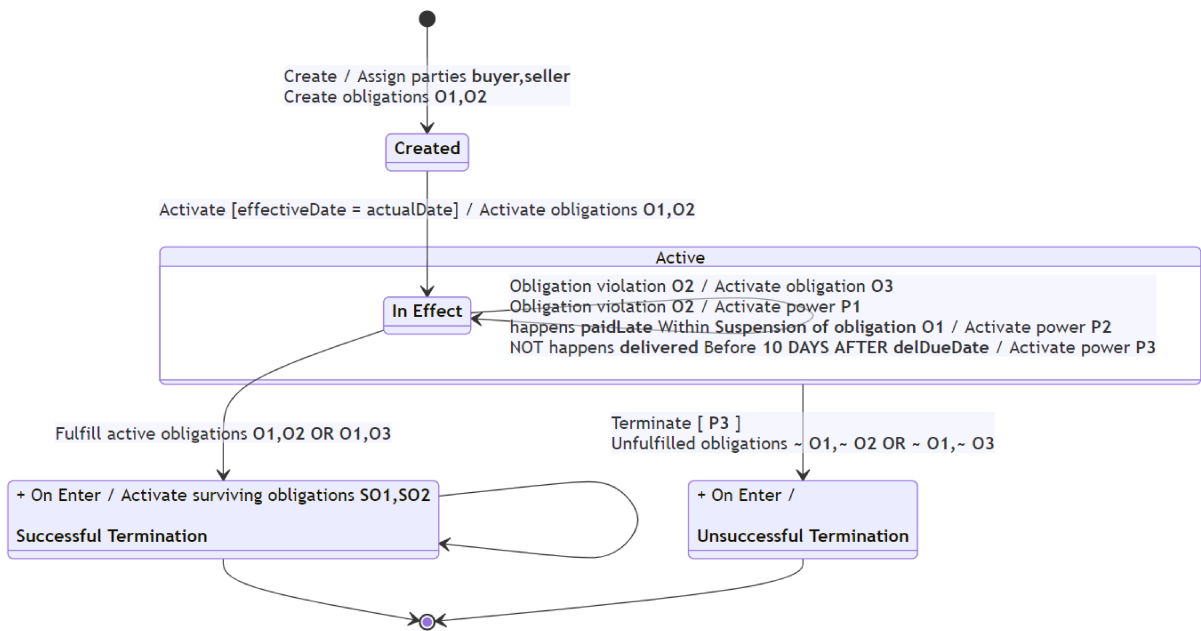 Create / Assign parties buyer,seller
Create obligations O1,O2
Created
Activate [effectiveDate = actualDate] / Activate obligations O1,O2
Active
Obligation violation O2 / Activate obligation O3
Obligation violation O2 / Activate power P1
In Effect
happens paidLate Within Suspension of obligation O1 / Activate power P2
NOT happens delivered Before 10 DAYS AFTER delDueDate / Activate power P3
Fulfill active obligations O1,O2 OR O1,O3
Terminate [ P3 ]
Unfulfilled obligations ~ O1,~ O2 OR ~ O1,~ O3
+ On Enter / Activate surviving obligations SO1,SO2
Successful Termination
+ On Enter /
Unsuccessful Termination